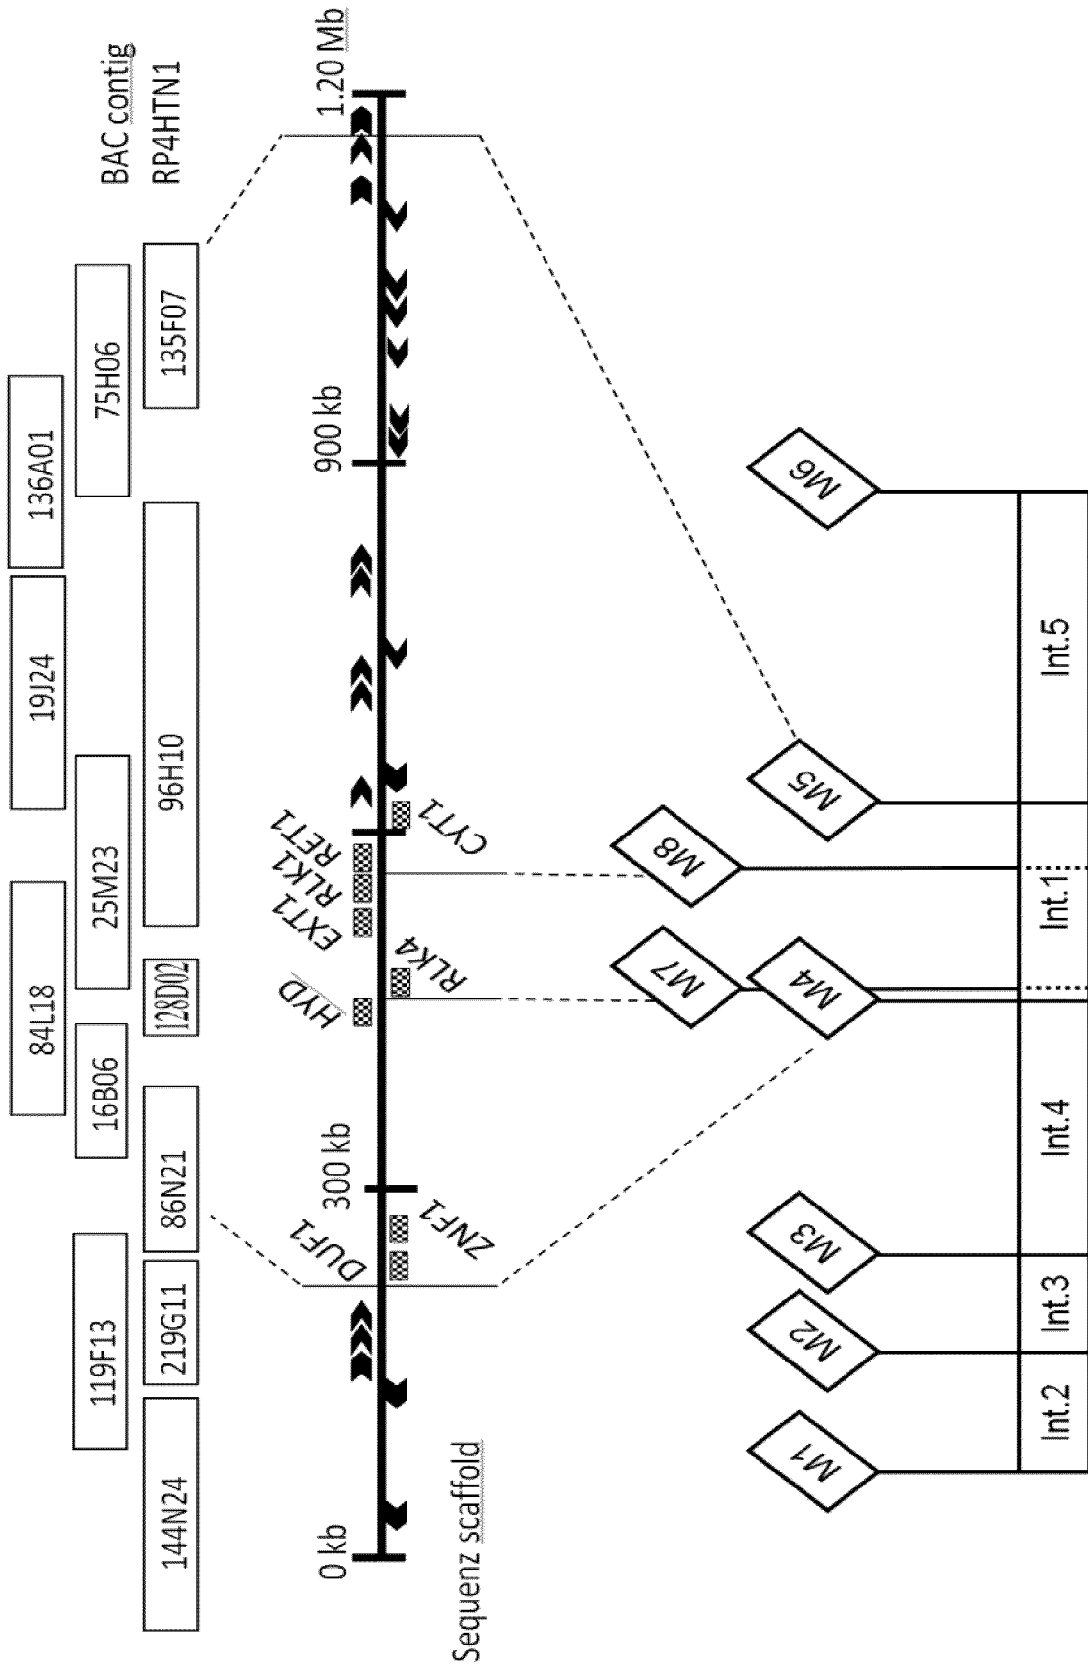 BAC contig
RP4HTN1
136A01
19J24
84L18
75H06
25M23
16B06
119F13
135F07
96H10
128D02
86N21
219G11
144N24
0 kb
300 kb
900 kb
1.20 Mb
DUF1
ZNF1
HYD
RLK4
EXT1
RLK1
RET1
CYT1
Sequenz scaffold
M7
M8
M1
M2
M3
M4
M5
M6
Int.2
Int.3
Int.4
Int.1
Int.5